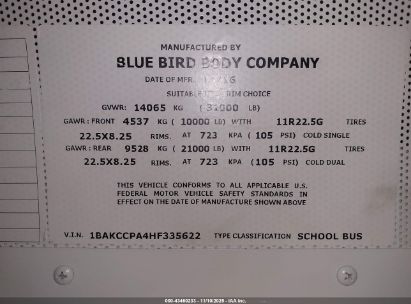 MANUFACTURED BY
BLUE BIRD BODY COMPANY
DATE OF MFR.
SUITABLE RIM CHOICE
GVWR: 14065 KG ( 31000 LB)
GAWR: FRONT 4537 KG ( 10000 LB) WITH 11R22.5G TIRES
22.5X8.25 RIMS. AT 723 KPA ( 105 PSI) COLD SINGLE
GAWR: REAR 9528 KG ( 21000 LB) WITH 11R22.5G TIRES
22.5X8.25 RIMS. AT 723 KPA ( 105 PSI) COLD DUAL
THIS VEHICLE CONFORMS TO ALL APPLICABLE U.S.
FEDERAL MOTOR VEHICLE SAFETY STANDARDS IN
EFFECT ON THE DATE OF MANUFACTURE SHOWN ABOVE
V.I.N. 1BAKCCPA4HF335622 TYPE CLASSIFICATION SCHOOL BUS